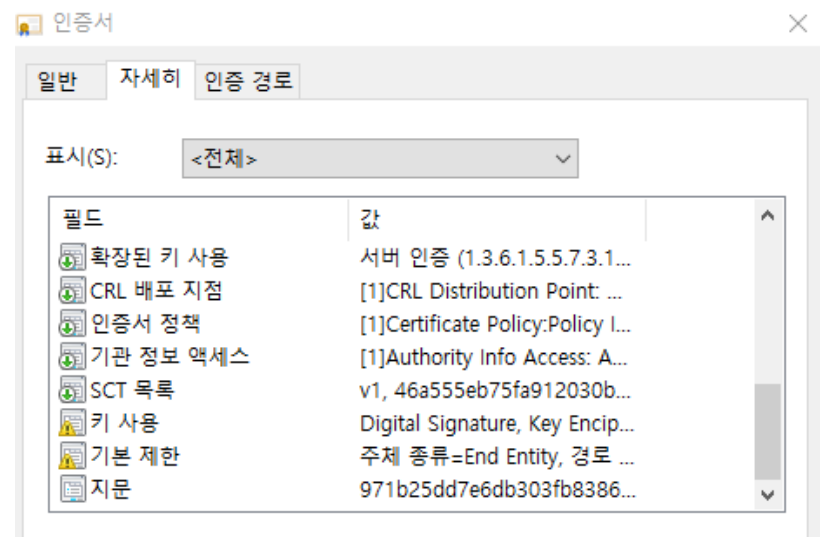 인증서
일반 자세히 인증 경로
표시(S): <전체>
필드 값
확장된 키 사용 서버 인증 (1.3.6.1.5.5.7.3.1...
CRL 배포 지점 [1]CRL Distribution Point: ...
인증서 정책 [1]Certificate Policy:Policy I...
기관 정보 액세스 [1]Authority Info Access: A...
SCT 목록 v1, 46a555eb75fa912030b...
키 사용 Digital Signature, Key Encip...
기본 제한 주체 종류=End Entity, 경로 ...
지문 971b25dd7e6db303fb8386...